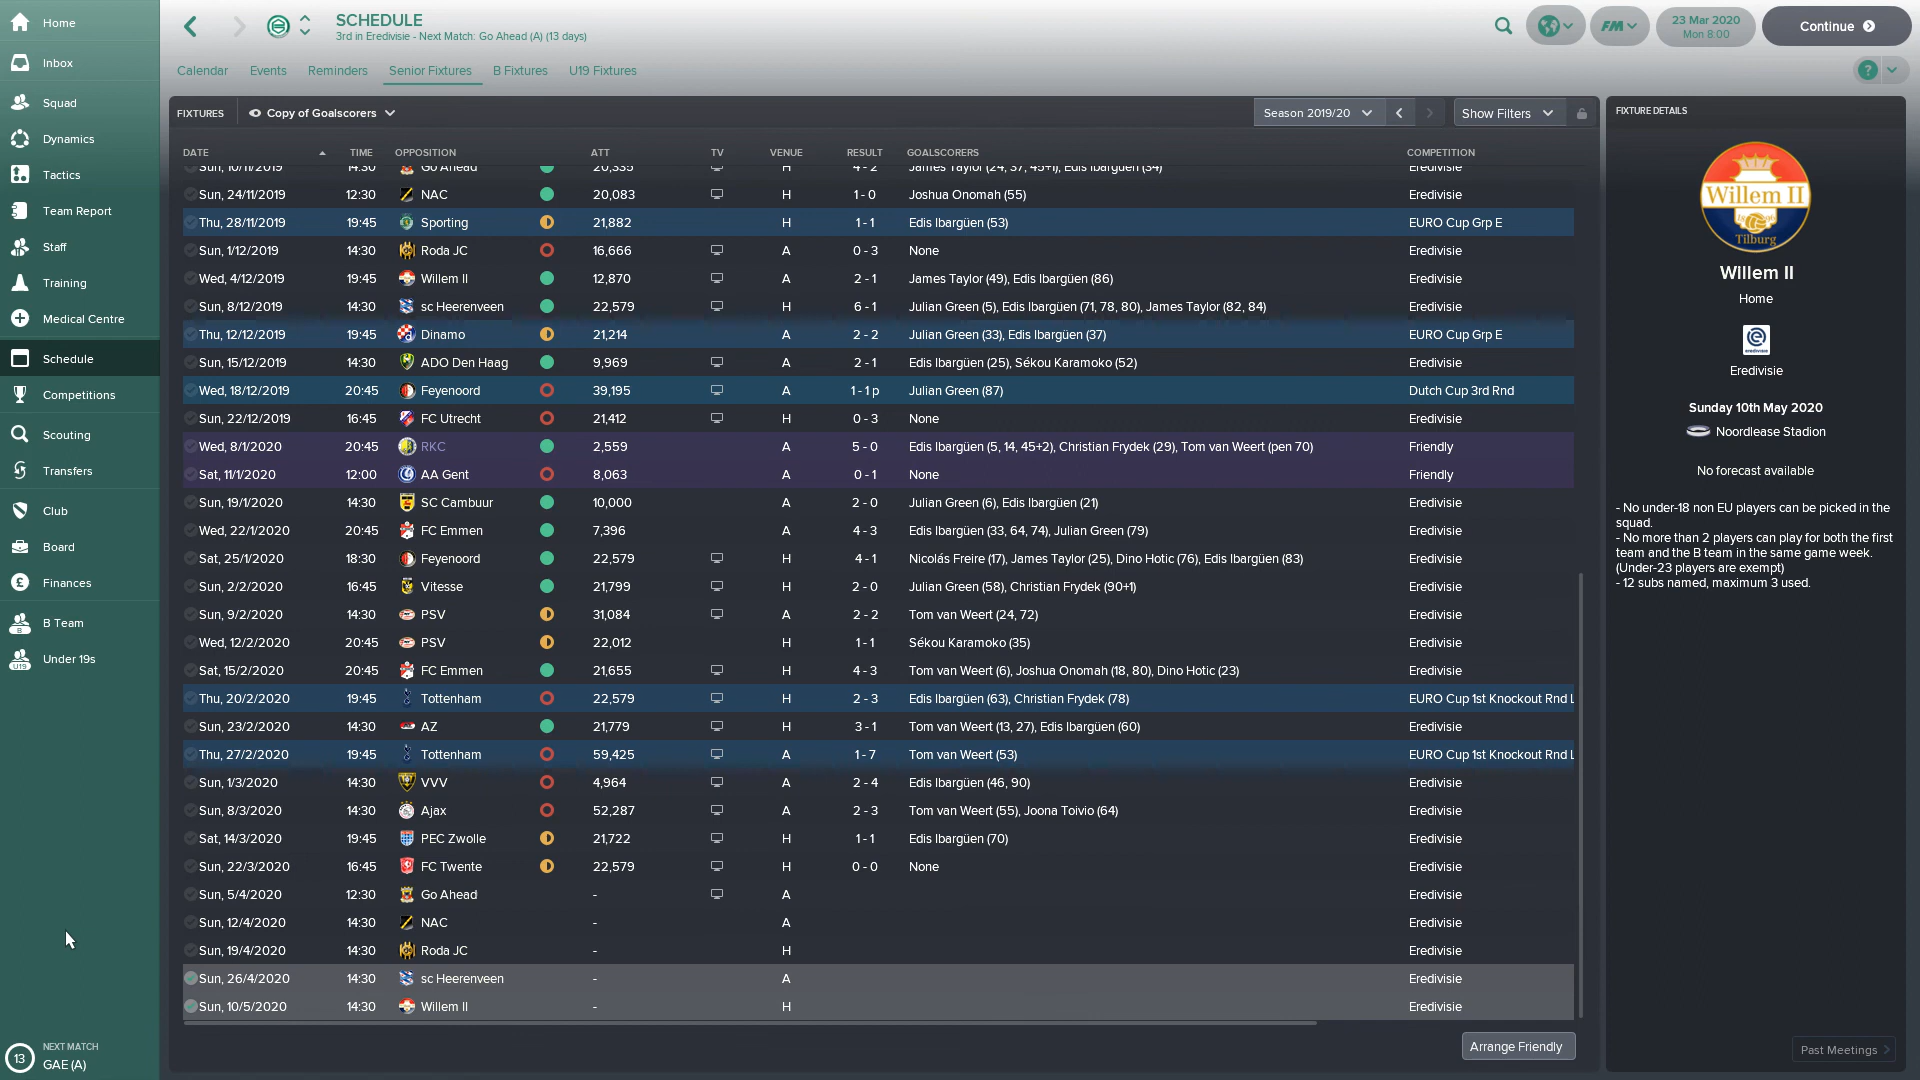 Home
Inbox
Squad
Dynamics
Tactics
Team Report
Staff
Training
Medical Centre
Schedule
Competitions
Scouting
Transfers
Club
Board
Finances
B Team
Under 19s
NEXT MATCH
13 GAE (A)
SCHEDULE
3rd in Eredivisie - Next Match: Go Ahead (A) (13 days)
FM
23 Mar 2020
Mon 8:00
Continue
Calendar Events Reminders Senior Fixtures B Fixtures U19 Fixtures
FIXTURES Copy of Goalscorers Season 2019/20 Show Filters
DATE TIME OPPOSITION ATT TV VENUE RESULT GOALSCORERS COMPETITION
Sun, 10/11/2019 14:30 Go Ahead 20,335 H 4 - 2 James Taylor (24, 37, 45+1), Edis Ibargüen (34) Eredivisie
Sun, 24/11/2019 12:30 NAC 20,083 H 1 - 0 Joshua Onomah (55) Eredivisie
Thu, 28/11/2019 19:45 Sporting 21,882 H 1 - 1 Edis Ibargüen (53) EURO Cup Grp E
Sun, 1/12/2019 14:30 Roda JC 16,666 A 0 - 3 None Eredivisie
Wed, 4/12/2019 19:45 Willem II 12,870 A 2 - 1 James Taylor (49), Edis Ibargüen (86) Eredivisie
Sun, 8/12/2019 14:30 sc Heerenveen 22,579 H 6 - 1 Julian Green (5), Edis Ibargüen (71, 78, 80), James Taylor (82, 84) Eredivisie
Thu, 12/12/2019 19:45 Dinamo 21,214 A 2 - 2 Julian Green (33), Edis Ibargüen (37) EURO Cup Grp E
Sun, 15/12/2019 14:30 ADO Den Haag 9,969 A 2 - 1 Edis Ibargüen (25), Sékou Karamoko (52) Eredivisie
Wed, 18/12/2019 20:45 Feyenoord 39,195 A 1 - 1 p Julian Green (87) Dutch Cup 3rd Rnd
Sun, 22/12/2019 16:45 FC Utrecht 21,412 H 0 - 3 None Eredivisie
Wed, 8/1/2020 20:45 RKC 2,559 A 5 - 0 Edis Ibargüen (5, 14, 45+2), Christian Frydek (29), Tom van Weert (pen 70) Friendly
Sat, 11/1/2020 12:00 AA Gent 8,063 A 0 - 1 None Friendly
Sun, 19/1/2020 14:30 SC Cambuur 10,000 A 2 - 0 Julian Green (6), Edis Ibargüen (21) Eredivisie
Wed, 22/1/2020 20:45 FC Emmen 7,396 A 4 - 3 Edis Ibargüen (33, 64, 74), Julian Green (79) Eredivisie
Sat, 25/1/2020 18:30 Feyenoord 22,579 H 4 - 1 Nicolás Freire (17), James Taylor (25), Dino Hotic (76), Edis Ibargüen (83) Eredivisie
Sun, 2/2/2020 16:45 Vitesse 21,799 H 2 - 0 Julian Green (58), Christian Frydek (90+1) Eredivisie
Sun, 9/2/2020 14:30 PSV 31,084 A 2 - 2 Tom van Weert (24, 72) Eredivisie
Wed, 12/2/2020 20:45 PSV 22,012 H 1 - 1 Sékou Karamoko (35) Eredivisie
Sat, 15/2/2020 20:45 FC Emmen 21,655 H 4 - 3 Tom van Weert (6), Joshua Onomah (18, 80), Dino Hotic (23) Eredivisie
Thu, 20/2/2020 19:45 Tottenham 22,579 H 2 - 3 Edis Ibargüen (63), Christian Frydek (78) EURO Cup 1st Knockout Rnd L
Sun, 23/2/2020 14:30 AZ 21,779 H 3 - 1 Tom van Weert (13, 27), Edis Ibargüen (60) Eredivisie
Thu, 27/2/2020 19:45 Tottenham 59,425 A 1 - 7 Tom van Weert (53) EURO Cup 1st Knockout Rnd L
Sun, 1/3/2020 14:30 VVV 4,964 A 2 - 4 Edis Ibargüen (46, 90) Eredivisie
Sun, 8/3/2020 14:30 Ajax 52,287 A 2 - 3 Tom van Weert (55), Joona Toivio (64) Eredivisie
Sat, 14/3/2020 19:45 PEC Zwolle 21,722 H 1 - 1 Edis Ibargüen (70) Eredivisie
Sun, 22/3/2020 16:45 FC Twente 22,579 H 0 - 0 None Eredivisie
Sun, 5/4/2020 12:30 Go Ahead - A Eredivisie
Sun, 12/4/2020 14:30 NAC - A Eredivisie
Sun, 19/4/2020 14:30 Roda JC - H Eredivisie
Sun, 26/4/2020 14:30 sc Heerenveen - A Eredivisie
Sun, 10/5/2020 14:30 Willem II - H Eredivisie
Arrange Friendly
FIXTURE DETAILS
Willem II
Tilburg
Willem II
Home
eredivisie
Eredivisie
Sunday 10th May 2020
Noordlease Stadion
No forecast available
- No under-18 non EU players can be picked in the
squad.
- No more than 2 players can play for both the first
team and the B team in the same game week.
(Under-23 players are exempt)
- 12 subs named, maximum 3 used.
Past Meetings